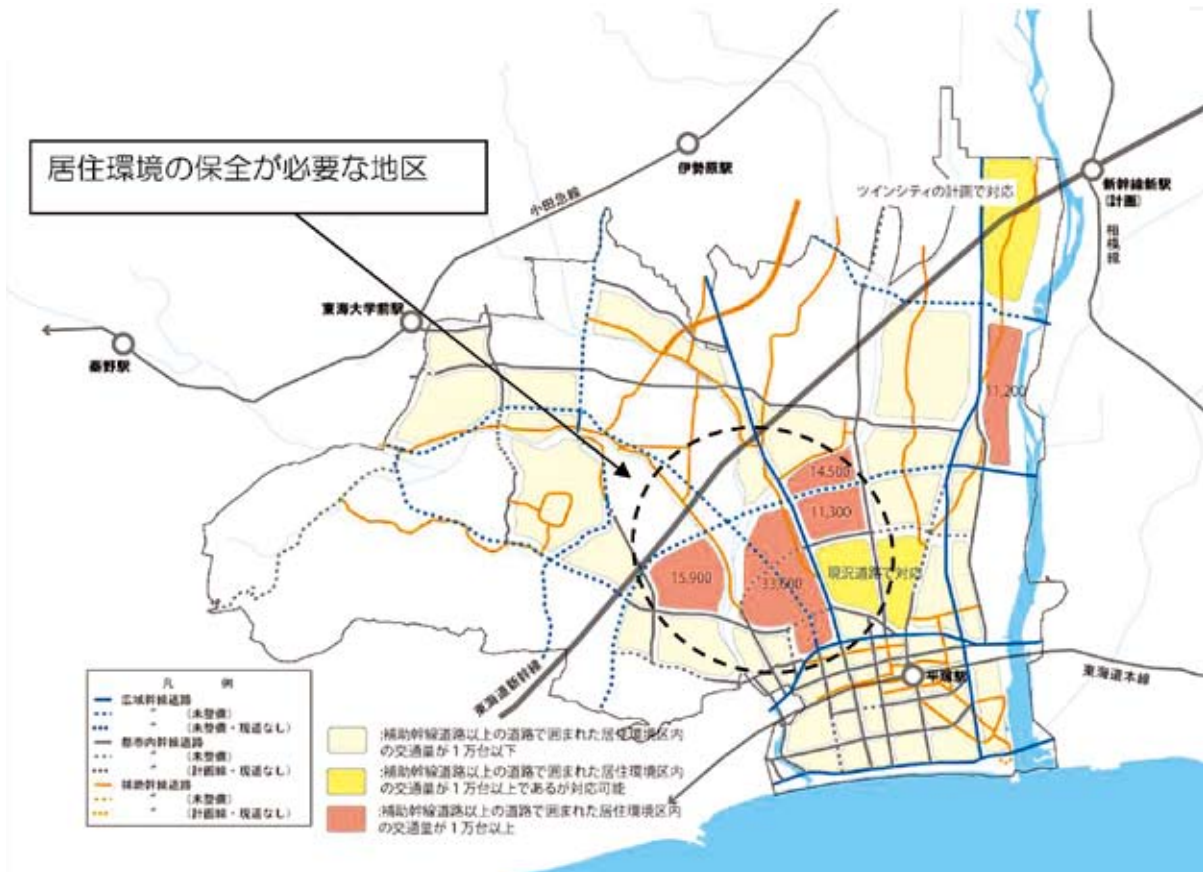 居住環境の保全が必要な地区
伊勢原駅
小田急線
ツインシティの計画で対応
新幹線新駅
(計画)
相模線
東海大学前駅
秦野駅
11,200
14,500
11,300
15,900
33,600
現況道路で対応
東海道新幹線
平塚駅
東海道本線
凡 例
広域幹線道路
〃 (未整備)
〃 (未整備・現道なし)
都市内幹線道路
〃 (未整備)
〃 (計画線・現道なし)
補助幹線道路
〃 (未整備)
〃 (計画線・現道なし)
:補助幹線道路以上の道路で囲まれた居住環境区内
の交通量が1万台以下
:補助幹線道路以上の道路で囲まれた居住環境区内
の交通量が1万台以上であるが対応可能
:補助幹線道路以上の道路で囲まれた居住環境区内
の交通量が1万台以上